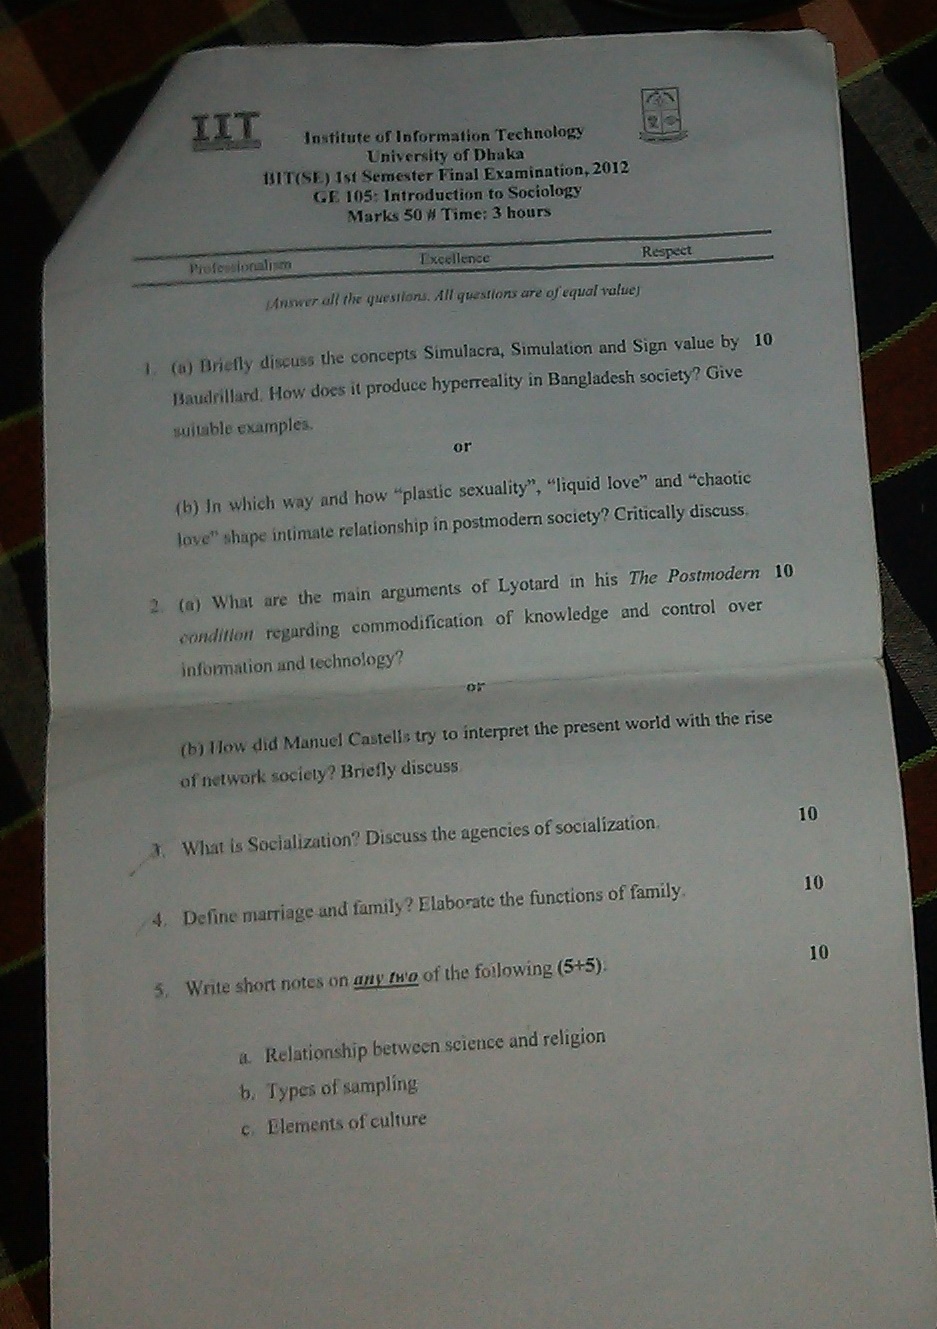 IIT
Institute of Information Technology
University of Dhaka
BIT(SE) 1st Semester Final Examination, 2012
GE 105: Introduction to Sociology
Marks 50 # Time: 3 hours
Professionalism Excellence Respect
[Answer all the questions. All questions are of equal value]
1. (a) Briefly discuss the concepts Simulacra, Simulation and Sign value by 10
Baudrillard. How does it produce hyperreality in Bangladesh society? Give
suitable examples.
or
(b) In which way and how “plastic sexuality”, “liquid love” and “chaotic
love” shape intimate relationship in postmodern society? Critically discuss.
2. (a) What are the main arguments of Lyotard in his The Postmodern 10
condition regarding commodification of knowledge and control over
information and technology?
or
(b) How did Manuel Castells try to interpret the present world with the rise
of network society? Briefly discuss
3. What is Socialization? Discuss the agencies of socialization. 10
4. Define marriage and family? Elaborate the functions of family. 10
5. Write short notes on any two of the following (5+5). 10
a. Relationship between science and religion
b. Types of sampling
c. Elements of culture